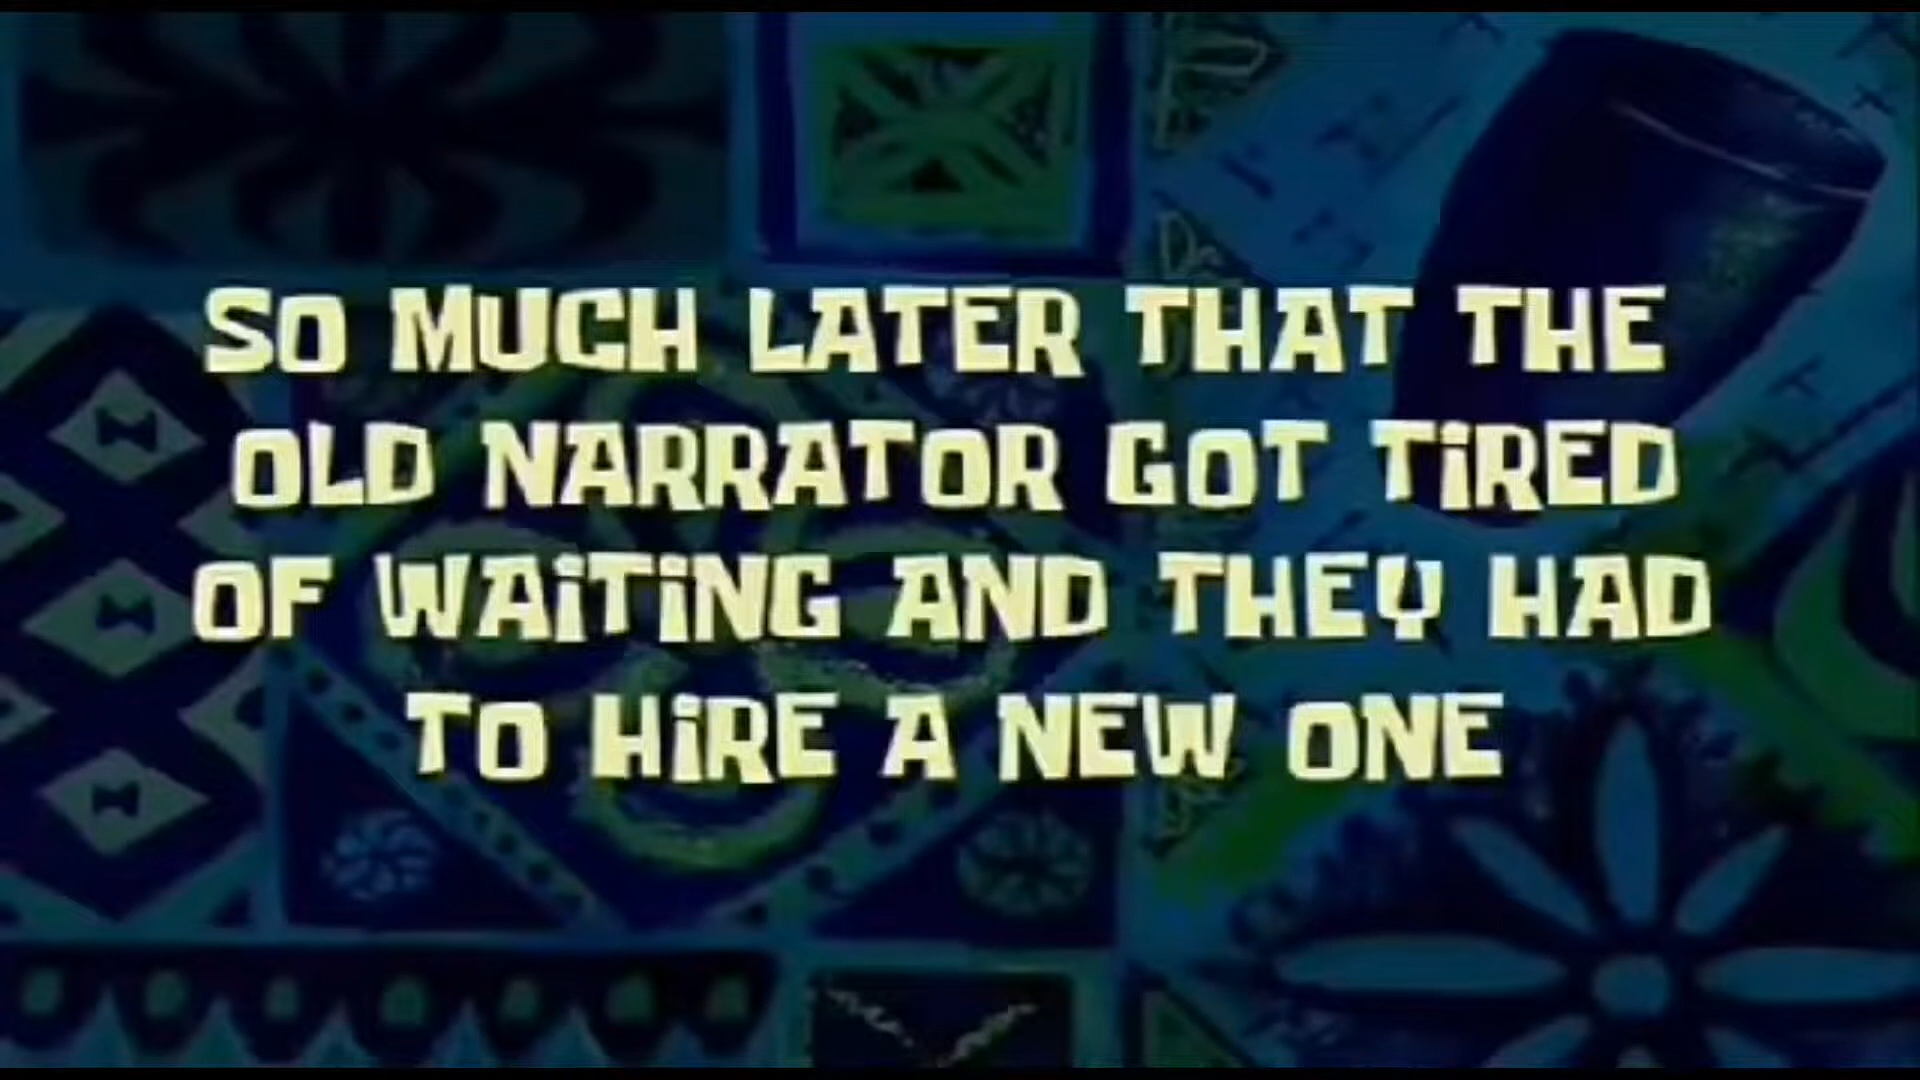 SO MUCH LATER THAT THE
OLD NARRATOR GOT TiRED
OF WAiTiNG AND THEY HAD
TO HiRE A NEW ONE